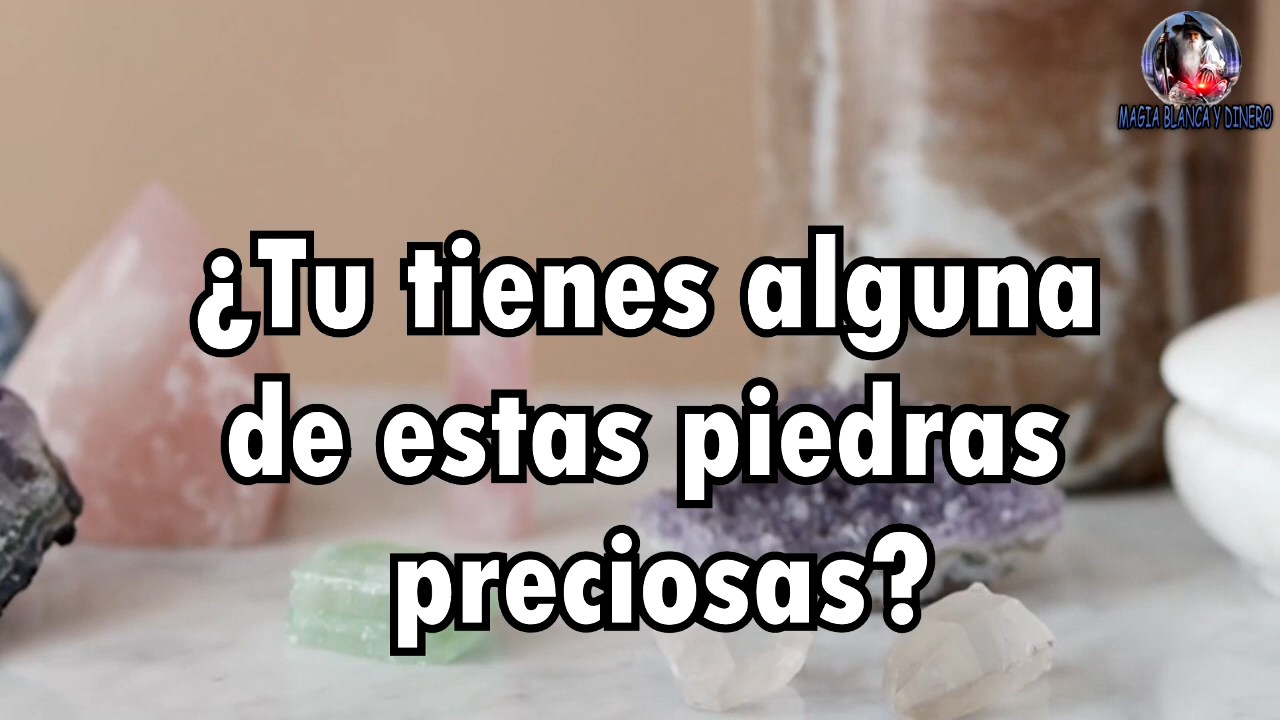 MAGIA BLANCA Y DINERO
¿Tu tienes alguna
de estas piedras
preciosas?